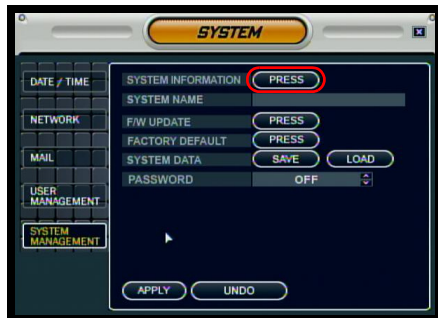 SYSTEM
DATE / TIME
NETWORK
MAIL
USER
MANAGEMENT
SYSTEM
MANAGEMENT
SYSTEM INFORMATION PRESS
SYSTEM NAME
F/W UPDATE PRESS
FACTORY DEFAULT PRESS
SYSTEM DATA SAVE LOAD
PASSWORD OFF
APPLY UNDO